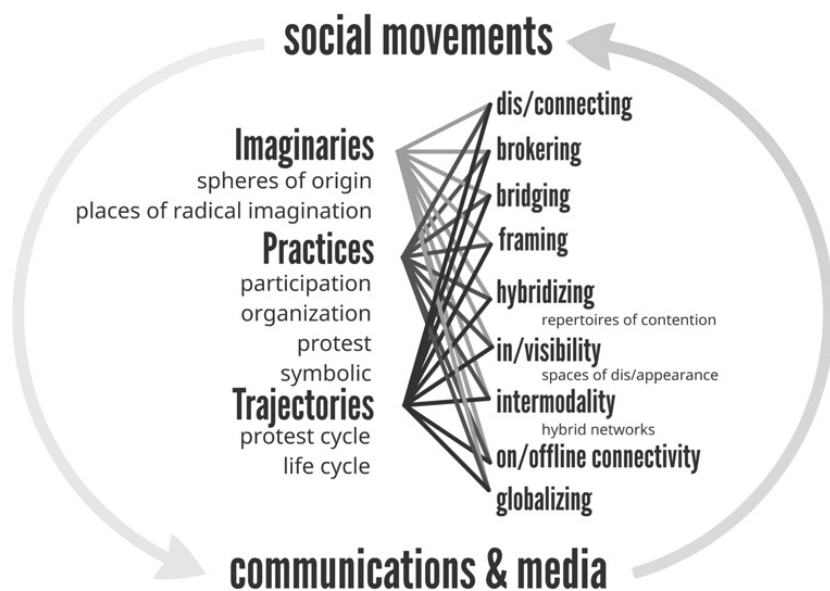 social movements
Imaginaries
spheres of origin
places of radical imagination
Practices
participation
organization
protest
symbolic
Trajectories
protest cycle
life cycle
dis/connecting
brokering
bridging
framing
hybridizing
repertoires of contention
in/visibility
spaces of dis/appearance
intermodality
hybrid networks
on/offline connectivity
globalizing
communications & media